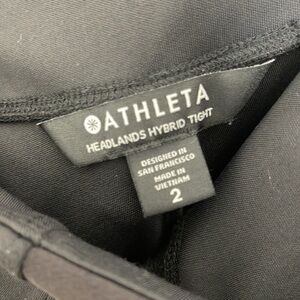 ATHLETA
HEADLANDS HYBRID TIGHT
DESIGNED IN
SAN FRANCISCO
MADE IN
VIETNAM
2